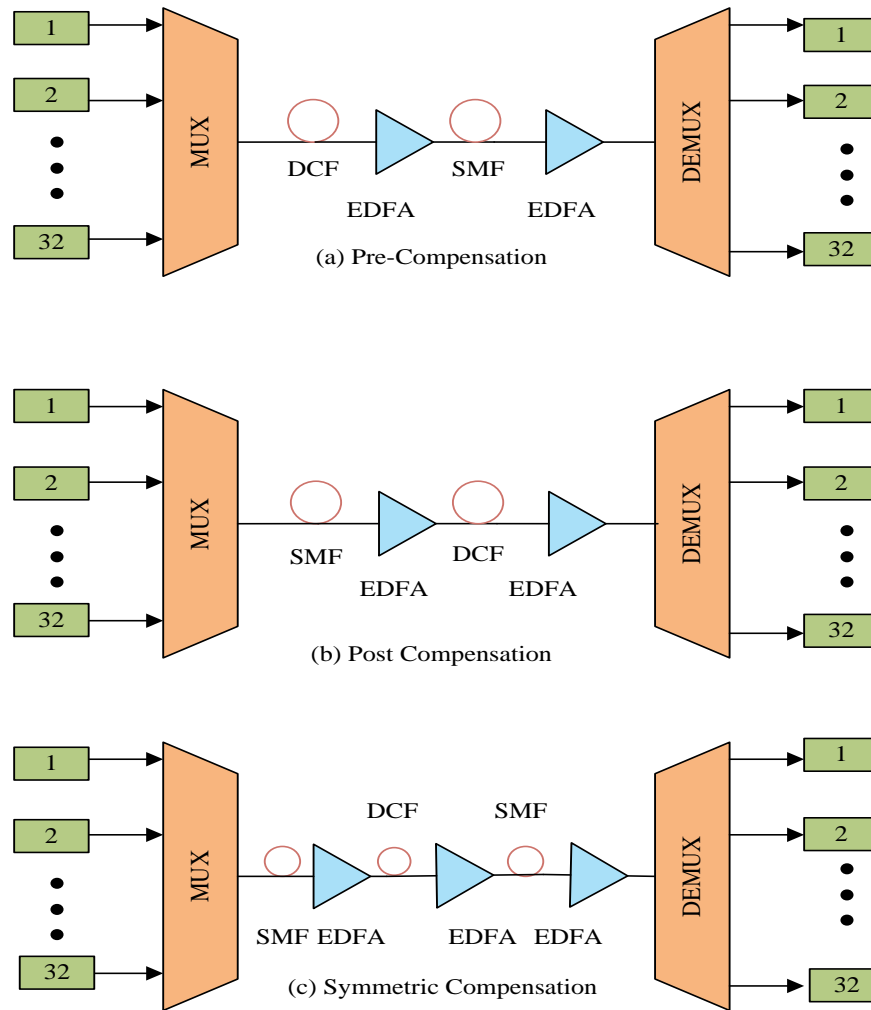 1
2
32
MUX
DCF
EDFA
SMF
EDFA
DEMUX
1
2
32
(a) Pre-Compensation
1
2
32
MUX
SMF
EDFA
DCF
EDFA
DEMUX
1
2
32
(b) Post Compensation
1
2
32
MUX
DCF
SMF
SMF EDFA
EDFA EDFA
DEMUX
1
2
32
(c) Symmetric Compensation